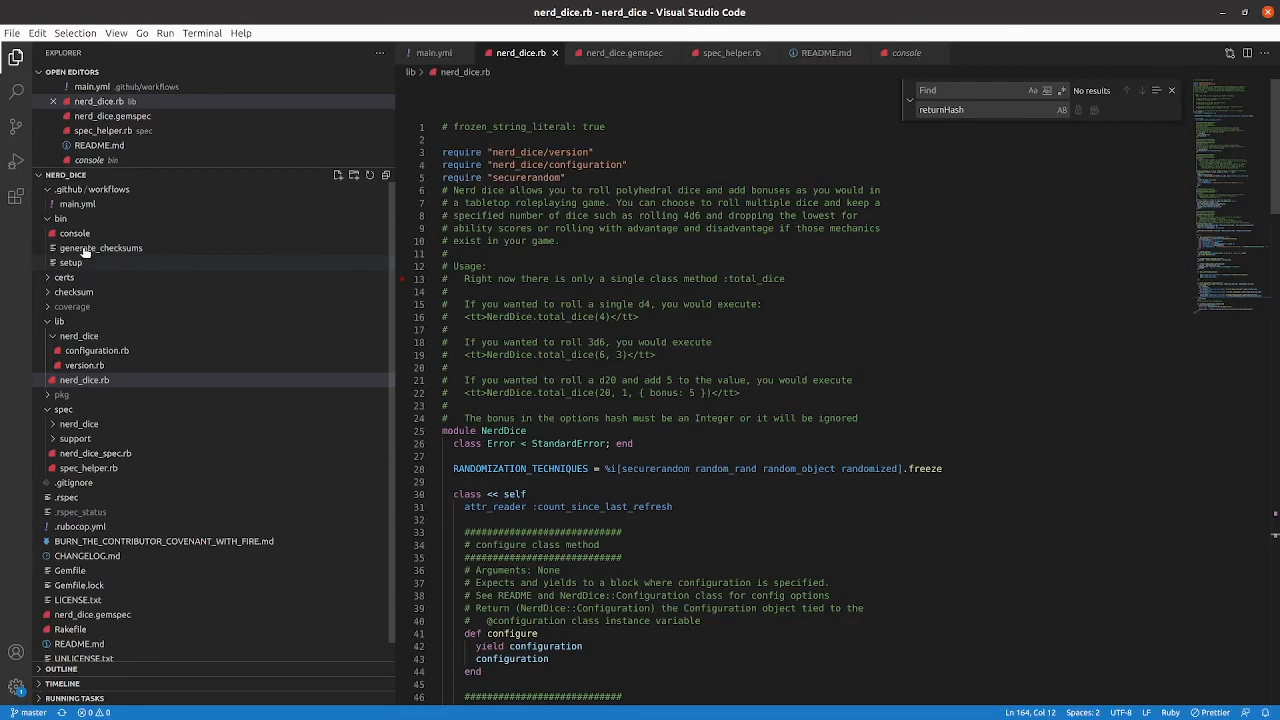 nerd_dice.rb - nerd_dice - Visual Studio Code
File Edit Selection View Go Run Terminal Help
EXPLORER
OPEN EDITORS
main.yml .github/workflows
nerd_dice.rb lib
nerd_dice.gemspec
spec_helper.rb spec
README.md
console bin
NERD_DICE
.github/workflows
main.yml
bin
console
generate_checksums
setup
certs
checksum
coverage
lib
nerd_dice
configuration.rb
version.rb
nerd_dice.rb
pkg
spec
nerd_dice
support
nerd_dice_spec.rb
spec_helper.rb
.gitignore
.rspec
.rspec_status
.rubocop.yml
BURN_THE_CONTRIBUTOR_COVENANT_WITH_FIRE.md
CHANGELOG.md
Gemfile
Gemfile.lock
LICENSE.txt
nerd_dice.gemspec
Rakefile
README.md
UNLICENSE.txt
OUTLINE
TIMELINE
RUNNING TASKS
main.yml nerd_dice.rb nerd_dice.gemspec spec_helper.rb README.md console
lib > nerd_dice.rb
Find Aa Ab No results
returnhash AB
1 # frozen_string_literal: true
2
3 require "nerd_dice/version"
4 require "nerd_dice/configuration"
5 require "securerandom"
6 # Nerd dice allows you to roll polyhedral dice and add bonuses as you would in
7 # a tabletop roleplaying game. You can choose to roll multiple dice and keep a
8 # specified number of dice such as rolling 4d6 and dropping the lowest for
9 # ability scores or rolling with advantage and disadvantage if those mechanics
10 # exist in your game.
11 #
12 # Usage:
13 # Right now there is only a single class method :total_dice
14 #
15 # If you wanted to roll a single d4, you would execute:
16 # <tt>NerdDice.total_dice(4)</tt>
17 #
18 # If you wanted to roll 3d6, you would execute
19 # <tt>NerdDice.total_dice(6, 3)</tt>
20 #
21 # If you wanted to roll a d20 and add 5 to the value, you would execute
22 # <tt>NerdDice.total_dice(20, 1, { bonus: 5 })</tt>
23 #
24 # The bonus in the options hash must be an Integer or it will be ignored
25 module NerdDice
26 class Error < StandardError; end
27
28 RANDOMIZATION_TECHNIQUES = %i[securerandom random_rand random_object randomized].freeze
29
30 class << self
31 attr_reader :count_since_last_refresh
32
33 ############################
34 # configure class method
35 ############################
36 # Arguments: None
37 # Expects and yields to a block where configuration is specified.
38 # See README and NerdDice::Configuration class for config options
39 # Return (NerdDice::Configuration) the Configuration object tied to the
40 # @configuration class instance variable
41 def configure
42 yield configuration
43 configuration
44 end
45
46 ############################
master 0 0 Ln 164, Col 12 Spaces: 2 UTF-8 LF Ruby Prettier